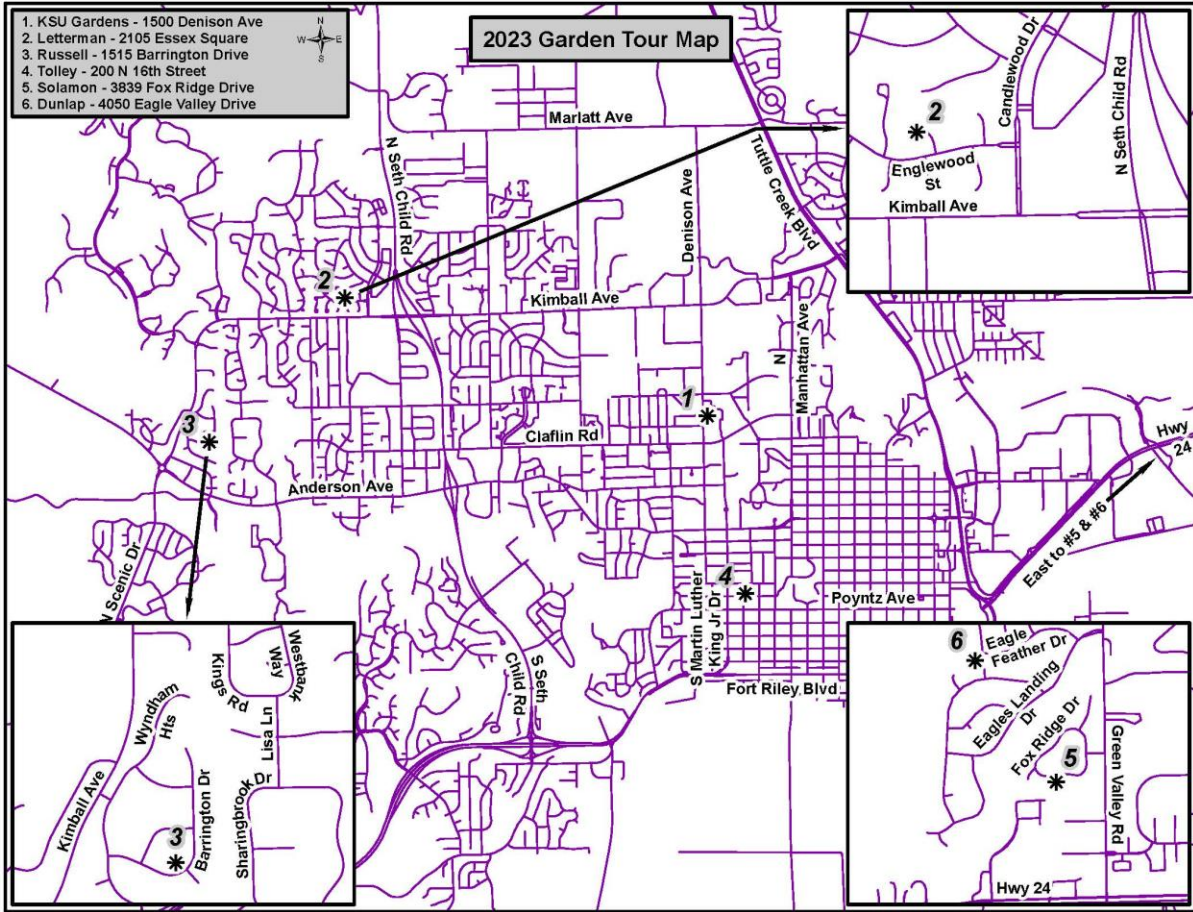 1. KSU Gardens - 1500 Denison Ave
2. Letterman - 2105 Essex Square
3. Russell - 1515 Barrington Drive
4. Tolley - 200 N 16th Street
5. Solamon - 3839 Fox Ridge Drive
6. Dunlap - 4050 Eagle Valley Drive
N
W E
S
2023 Garden Tour Map
Marlatt Ave
N Seth Child Rd
Denison Ave
Tuttle Creek Blvd
2
Kimball Ave
N
Manhattan Ave
1
3
Claflin Rd
Anderson Ave
Hwy
24
East to #5 & #6
N Scenic Dr
4
Poyntz Ave
S Martin Luther
King Jr Dr
S Seth
Child Rd
Fort Riley Blvd
Candlewood Dr
N Seth Child Rd
2
Englewood
St
Kimball Ave
Wyndham
Hts
Kings Rd
Westbank
Way
Lisa Ln
Kimball Ave
Barrington Dr
Sharingbrook Dr
3
6
Eagle
Feather Dr
Eagles Landing
Dr
Fox Ridge Dr
5
Green Valley Rd
Hwy 24